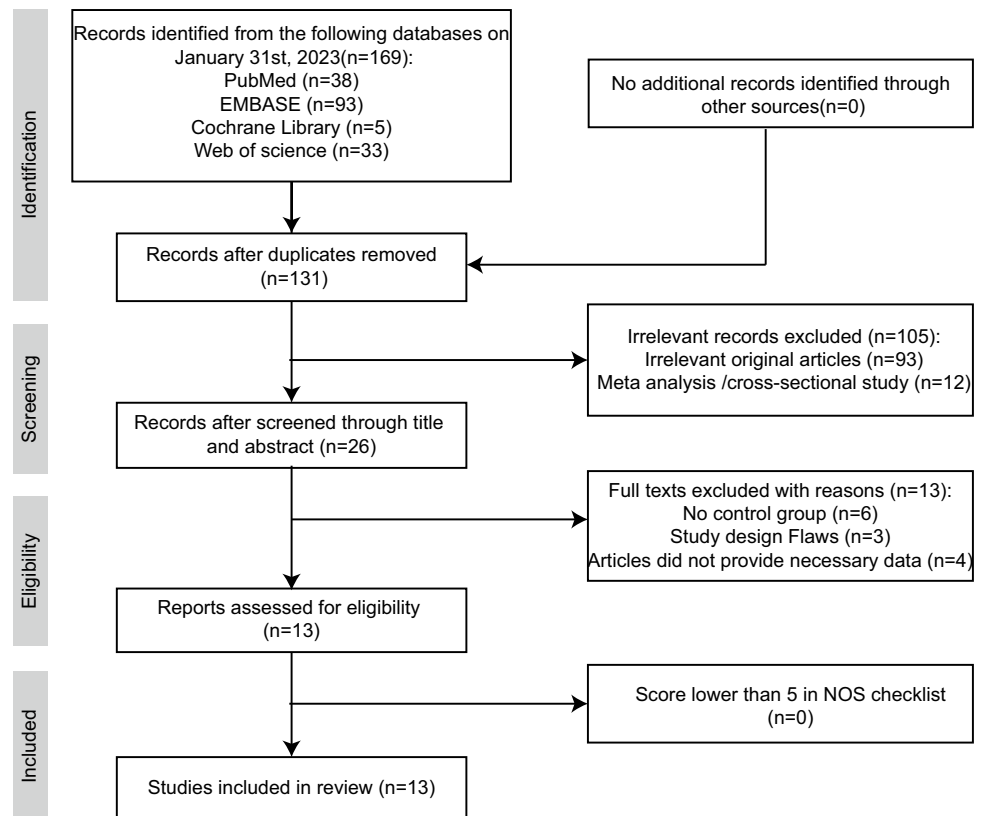 Identification
Records identified from the following databases on
January 31st, 2023(n=169):
PubMed (n=38)
EMBASE (n=93)
Cochrane Library (n=5)
Web of science (n=33)
No additional records identified through
other sources(n=0)
Records after duplicates removed
(n=131)
Screening
Irrelevant records excluded (n=105):
Irrelevant original articles (n=93)
Meta analysis /cross-sectional study (n=12)
Records after screened through title
and abstract (n=26)
Eligibility
Full texts excluded with reasons (n=13):
No control group (n=6)
Study design Flaws (n=3)
Articles did not provide necessary data (n=4)
Reports assessed for eligibility
(n=13)
Included
Score lower than 5 in NOS checklist
(n=0)
Studies included in review (n=13)